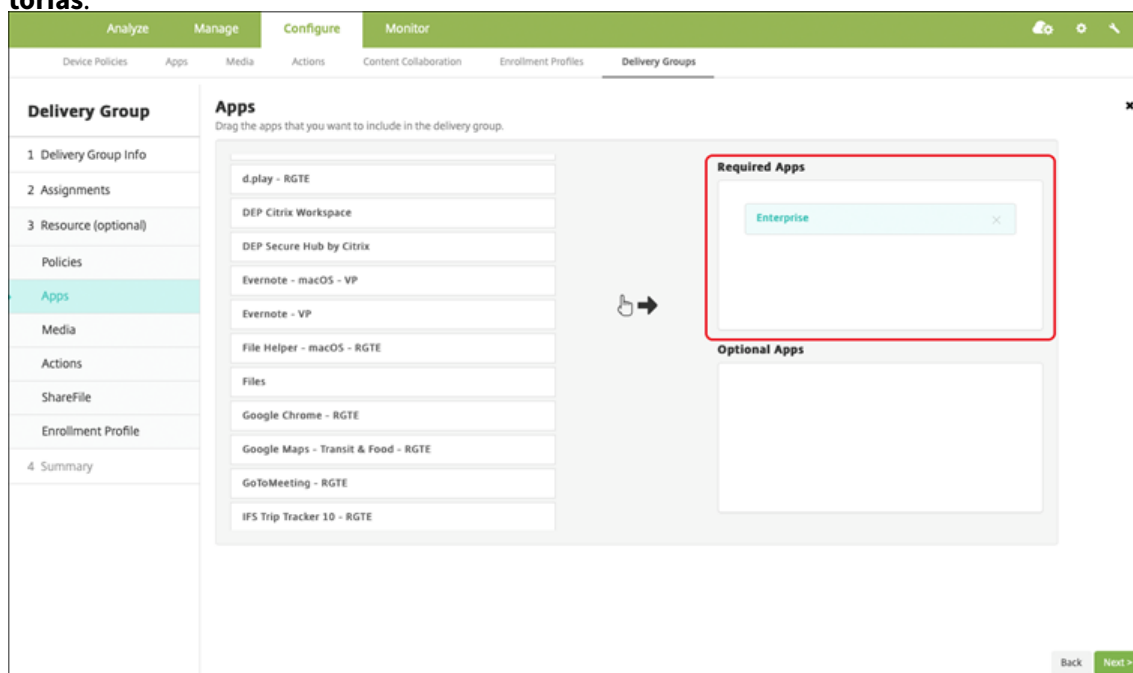 torias.
Analyze Manage Configure Monitor
Device Policies Apps Media Actions Content Collaboration Enrollment Profiles Delivery Groups
Delivery Group
1 Delivery Group Info
2 Assignments
3 Resource (optional)
Policies
Apps
Media
Actions
ShareFile
Enrollment Profile
4 Summary
Apps
Drag the apps that you want to include in the delivery group.
d.play - RGTE
DEP Citrix Workspace
DEP Secure Hub by Citrix
Evernote - macOS - VP
Evernote - VP
File Helper - macOS - RGTE
Files
Google Chrome - RGTE
Google Maps - Transit & Food - RGTE
GoToMeeting - RGTE
IFS Trip Tracker 10 - RGTE
Required Apps
Enterprise
Optional Apps
Back Next >